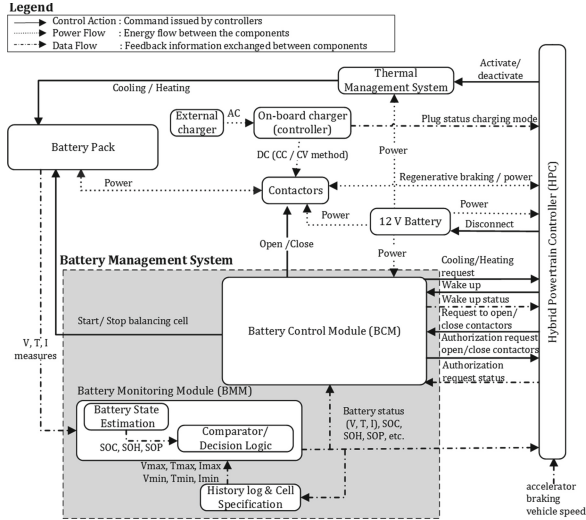 Legend
Control Action : Command issued by controllers
Power Flow : Energy flow between the components
Data Flow : Feedback information exchanged between components
Thermal
Management System
Activate/
deactivate
Cooling / Heating
External
charger
AC
On-board charger
(controller)
Plug status charging mode
Battery Pack
DC (CC / CV method)
Power
Power
Contactors
Regenerative braking / power
Power
12 V Battery
Power
Disconnect
Open /Close
Power
Hybrid Powertrain Controller (HPC)
Battery Management System
Cooling/Heating
request
Wake up
Wake up status
Request to open/
close contactors
Authorization request
open/close contactors
Authorization
request status
Battery Control Module (BCM)
Start/ Stop balancing cell
V, T, I
measures
Battery Monitoring Module (BMM)
Battery State
Estimation
SOC, SOH, SOP
Comparator/
Decision Logic
Battery status
(V, T, I), SOC,
SOH, SOP, etc.
Vmax, Tmax, Imax
Vmin, Tmin, Imin
History log & Cell
Specification
accelerator
braking
vehicle speed